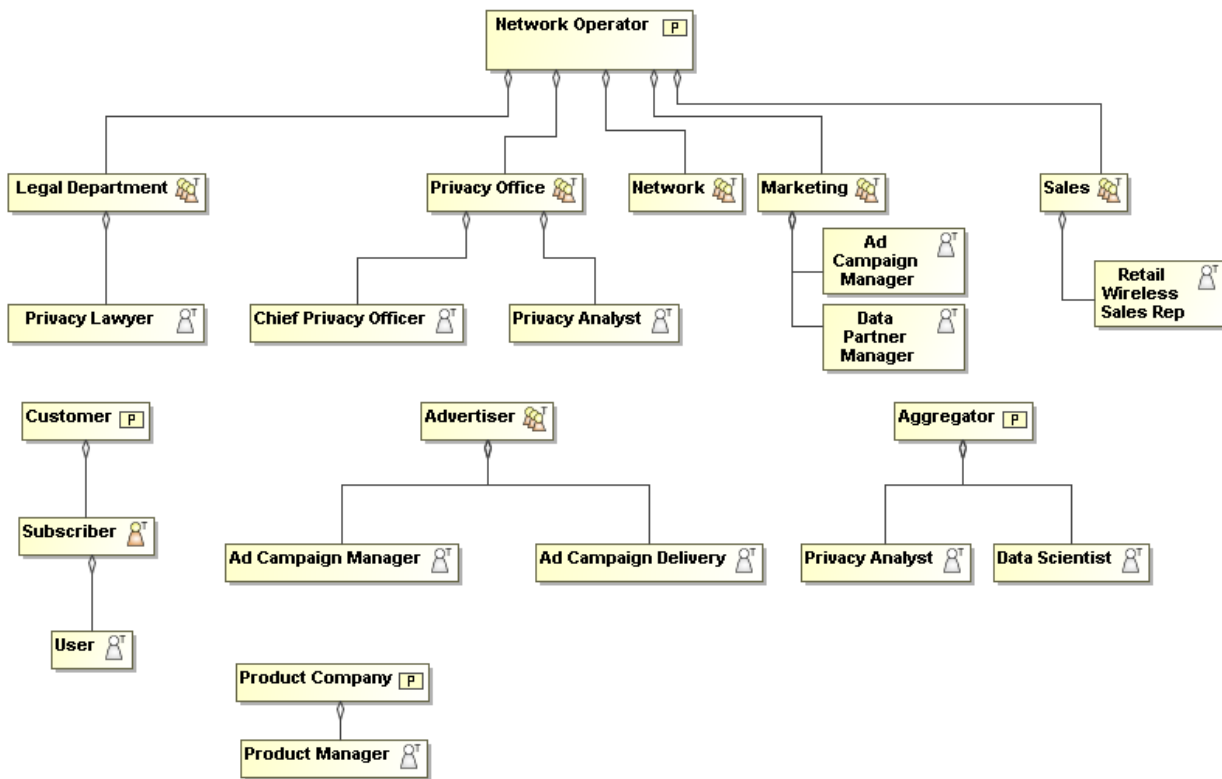 Network Operator P
Legal Department T
Privacy Office T
Network T
Marketing T
Sales T
Ad T
Campaign
Manager
Retail T
Wireless
Sales Rep
Privacy Lawyer T
Chief Privacy Officer T
Privacy Analyst T
Data T
Partner
Manager
Customer P
Advertiser T
Aggregator P
Subscriber T
Ad Campaign Manager T
Ad Campaign Delivery T
Privacy Analyst T
Data Scientist T
User T
Product Company P
Product Manager T